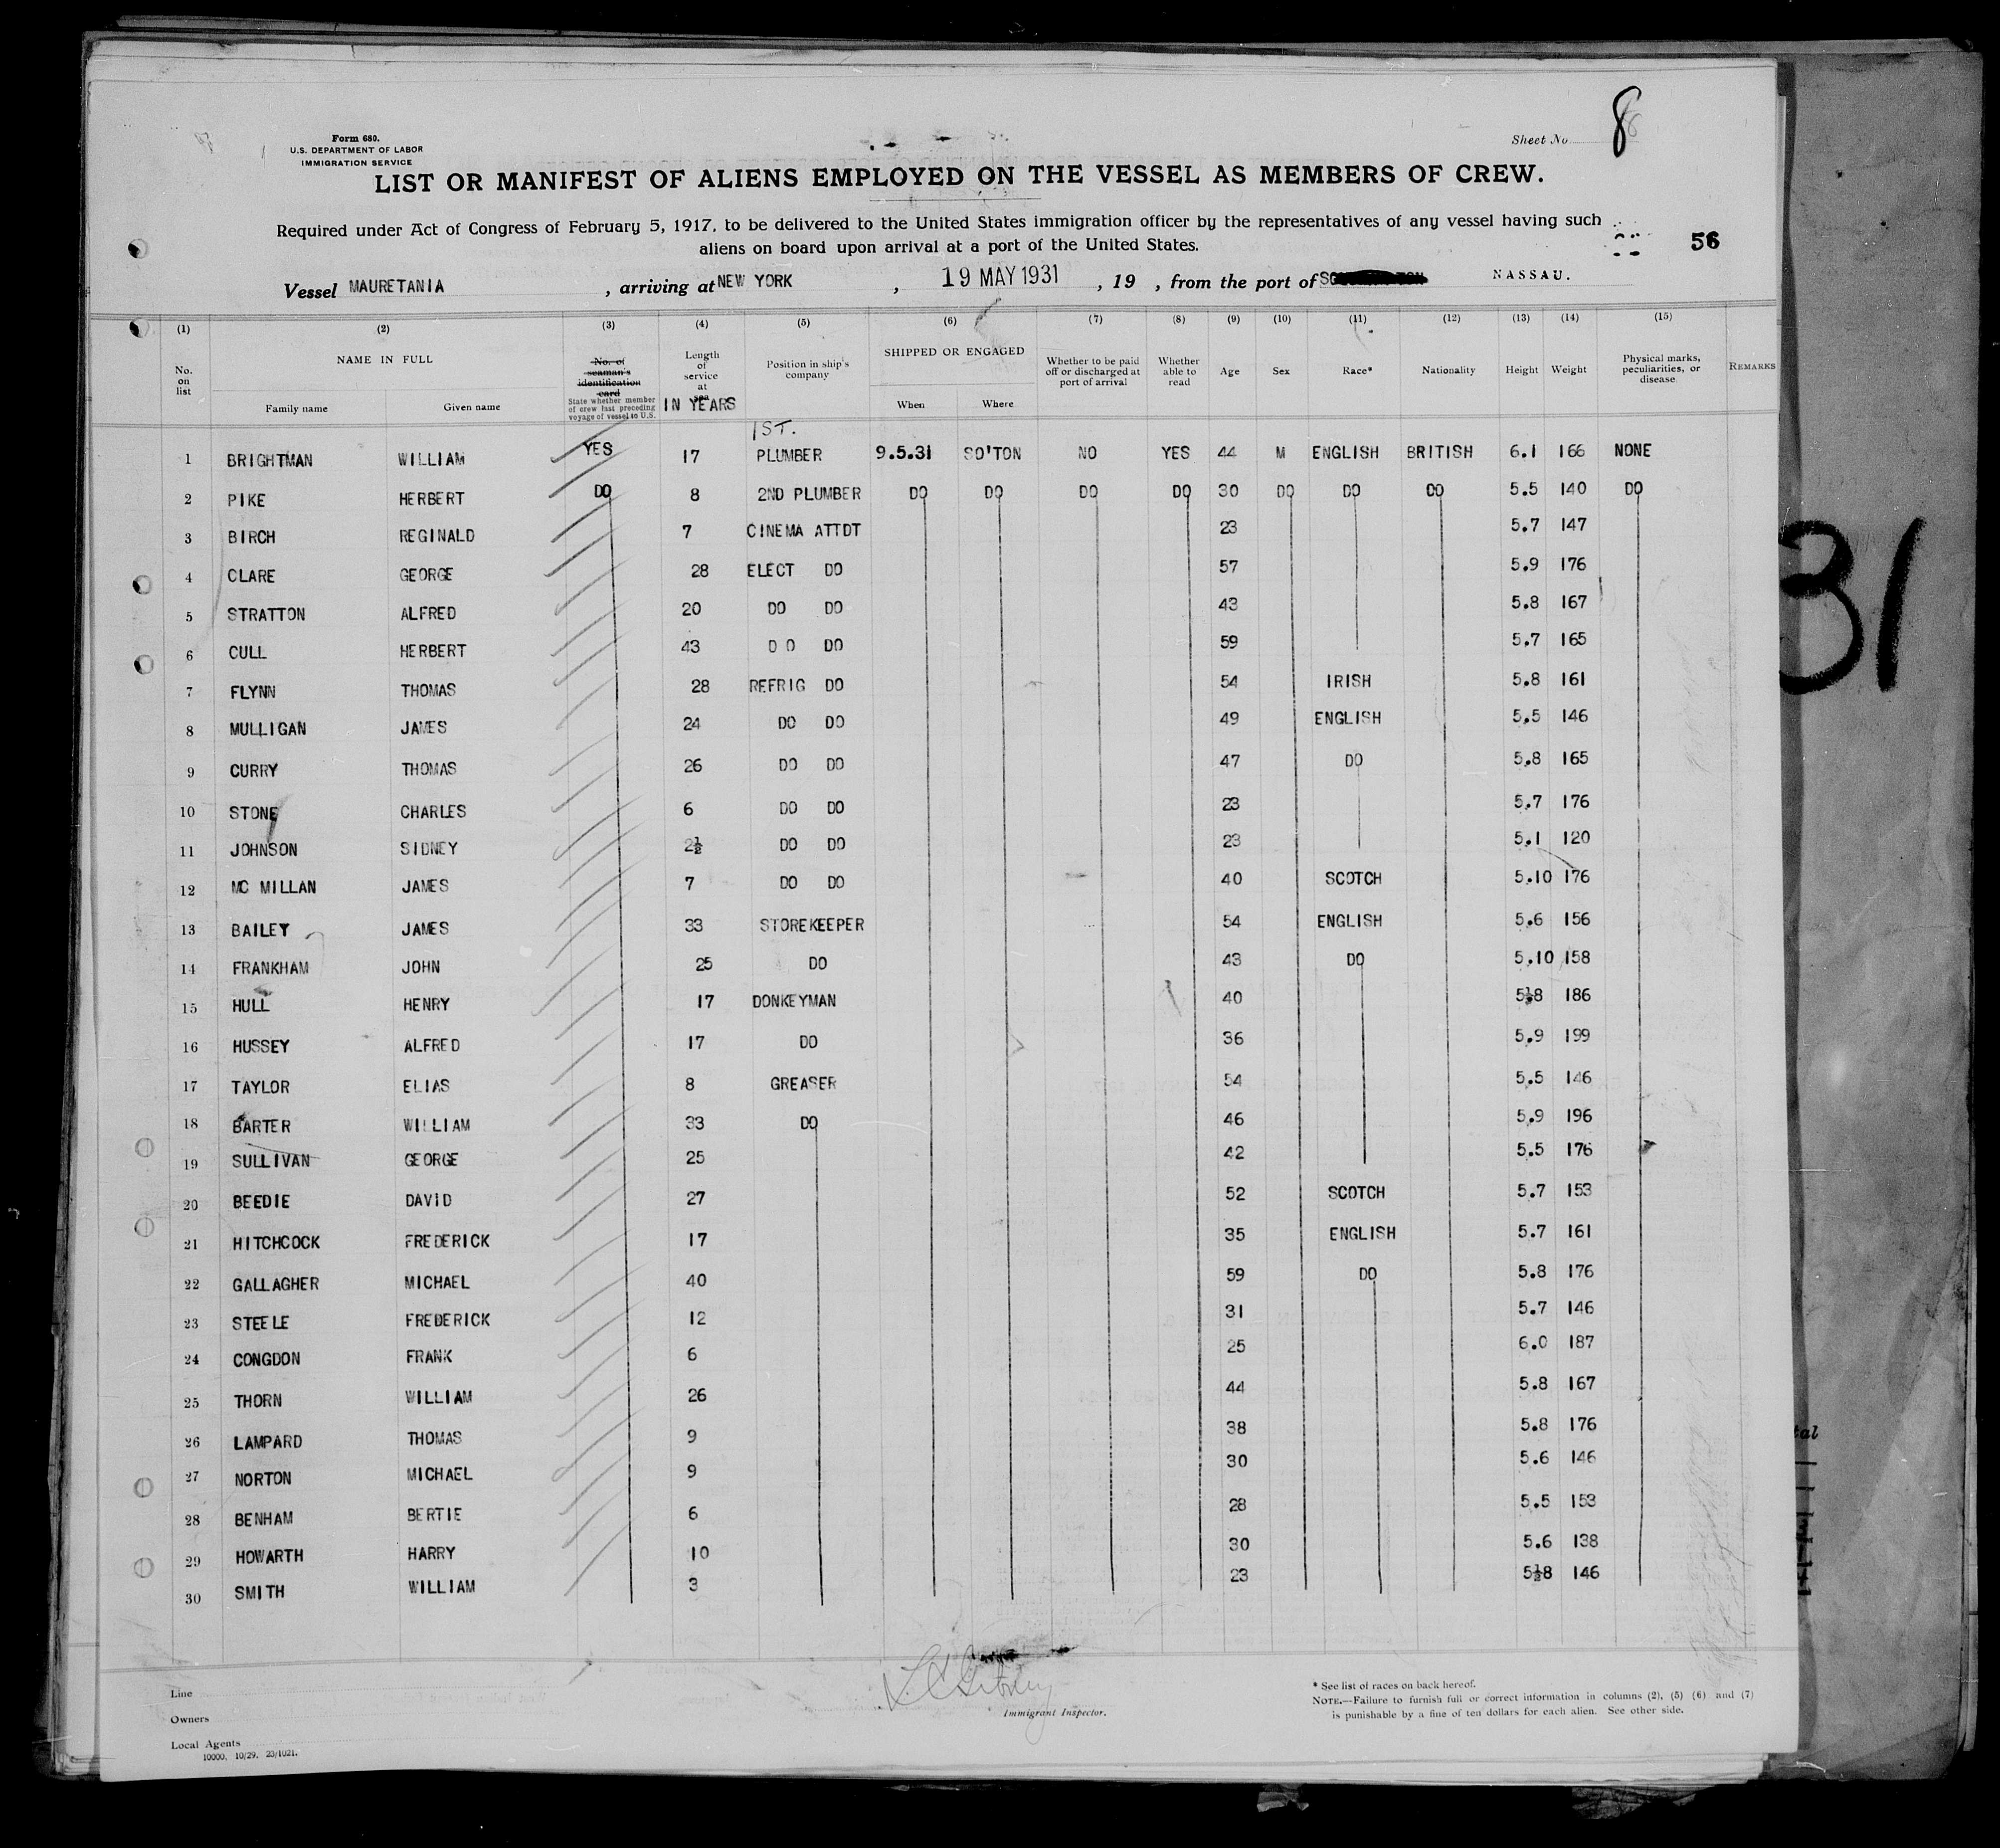 Form 680.
U.S. DEPARTMENT OF LABOR
IMMIGRATION SERVICE
Sheet No. 8
LIST OR MANIFEST OF ALIENS EMPLOYED ON THE VESSEL AS MEMBERS OF CREW.
Required under Act of Congress of February 5, 1917, to be delivered to the United States immigration officer by the representatives of any vessel having such
aliens on board upon arrival at a port of the United States.
56
Vessel MAURETANIA, arriving at NEW YORK, 19 MAY 1931, 19 , from the port of NASSAU.
(1) (2) (3) (4) (5) (6) (7) (8) (9) (10) (11) (12) (13) (14) (15)
No. on list
NAME IN FULL
Family name Given name
No. of seaman's identification card
State whether member of crew last preceding voyage of vessel to U.S.
Length of service at sea IN YEARS
Position in ship's company
SHIPPED OR ENGAGED
When Where
Whether to be paid off or discharged at port of arrival
Whether able to read
Age Sex Race* Nationality Height Weight
Physical marks, peculiarities, or disease
REMARKS
1ST.
1 BRIGHTMAN WILLIAM YES 17 PLUMBER 9.5.31 SO'TON NO YES 44 M ENGLISH BRITISH 6.1 166 NONE
2 PIKE HERBERT DO 8 2ND PLUMBER DO DO DO DO 30 DO DO DO 5.5 140 DO
3 BIRCH REGINALD 7 CINEMA ATTDT 23 5.7 147
4 CLARE GEORGE 28 ELECT DO 57 5.9 176
5 STRATTON ALFRED 20 DO DO 43 5.8 167
6 CULL HERBERT 43 D O DO 59 5.7 165
7 FLYNN THOMAS 28 REFRIG DO 54 IRISH 5.8 161
8 MULLIGAN JAMES 24 DO DO 49 ENGLISH 5.5 146
9 CURRY THOMAS 26 DO DO 47 DO 5.8 165
10 STONE CHARLES 6 DO DO 23 5.7 176
11 JOHNSON SIDNEY 2½ DO DO 23 5.1 120
12 MC MILLAN JAMES 7 DO DO 40 SCOTCH 5.10 176
13 BAILEY JAMES 33 STOREKEEPER 54 ENGLISH 5.6 156
14 FRANKHAM JOHN 25 DO 43 DO 5.10 158
15 HULL HENRY 17 DONKEYMAN 40 5½8 186
16 HUSSEY ALFRED 17 DO 36 5.9 199
17 TAYLOR ELIAS 8 GREASER 54 5.5 146
18 BARTER WILLIAM 33 DO 46 5.9 196
19 SULLIVAN GEORGE 25 42 5.5 176
20 BEEDIE DAVID 27 52 SCOTCH 5.7 153
21 HITCHCOCK FREDERICK 17 35 ENGLISH 5.7 161
22 GALLAGHER MICHAEL 40 59 DO 5.8 176
23 STEELE FREDERICK 12 31 5.7 146
24 CONGDON FRANK 6 25 6.0 187
25 THORN WILLIAM 26 44 5.8 167
26 LAMPARD THOMAS 9 38 5.8 176
27 NORTON MICHAEL 9 30 5.6 146
28 BENHAM BERTIE 6 28 5.5 153
29 HOWARTH HARRY 10 30 5.6 138
30 SMITH WILLIAM 3 23 5½8 146
Line
Owners
Local Agents
10000, 10/29, 23/1021.
Immigrant Inspector.
* See list of races on back hereof.
NOTE.—Failure to furnish full or correct information in columns (2), (5) (6) and (7)
is punishable by a fine of ten dollars for each alien. See other side.
31